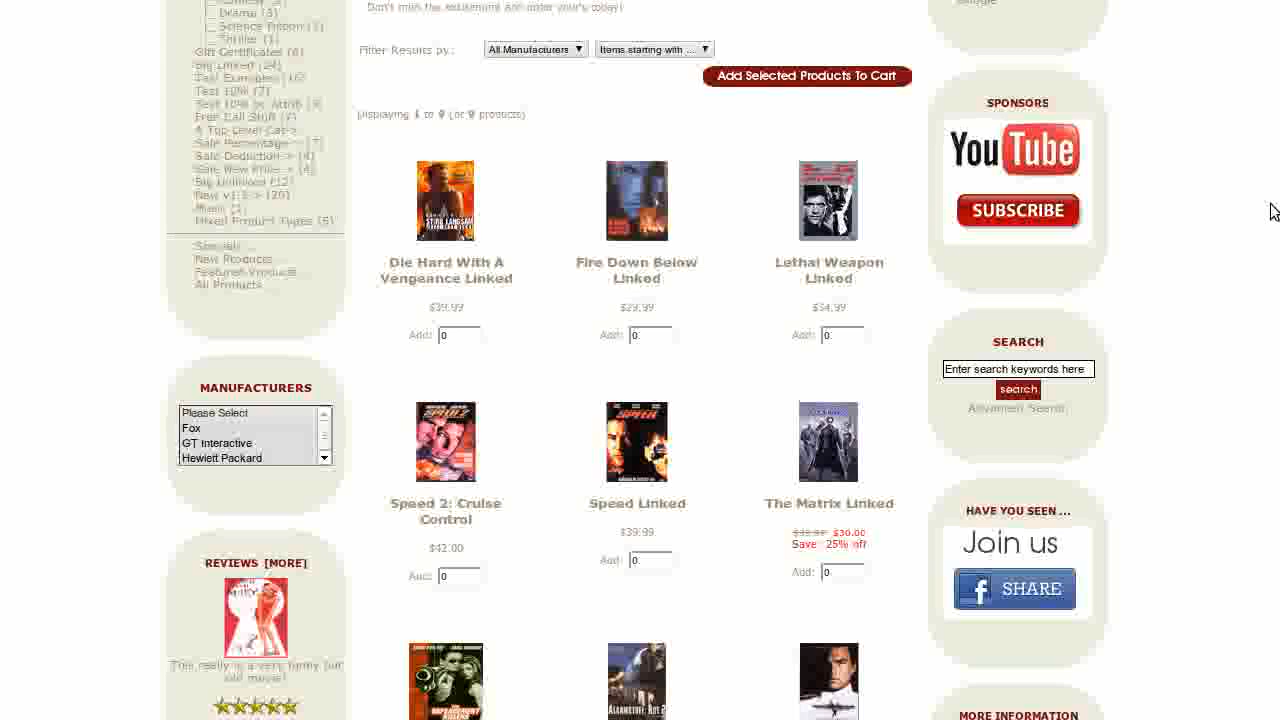 Drama (3)
Science Fiction (1)
Thriller (1)
Gift Certificates (6)
Big Linked (24)
Test Examples (16)
Test 10% (7)
Test 10% by Attrib (9)
Free Call Stuff (7)
A Top Level Cat->
Sale Percentage-> (7)
Sale Deduction-> (4)
Sale New Price-> (4)
Big Unlinked (12)
New v1.3-> (20)
Music (1)
Mixed Product Types (5)
Specials ...
New Products ...
Featured Products ...
All Products ...
MANUFACTURERS
Please Select
Fox
GT Interactive
Hewlett Packard
REVIEWS [MORE]
This really is a very funny but old movie!
Don't miss the excitement and order your's today!
Filter Results by:
All Manufacturers
Items starting with ...
Add Selected Products To Cart
Displaying 1 to 9 (of 9 products)
Die Hard With A
Vengeance Linked
$39.99
Add: 0
Fire Down Below
Linked
$29.99
Add: 0
Lethal Weapon
Linked
$34.99
Add: 0
Speed 2: Cruise
Control
$42.00
Add: 0
SPEED
Speed Linked
$39.99
Add: 0
The Matrix Linked
$39.99 $30.00
Save: 25% off
Add: 0
SPONSORS
YouTube
SUBSCRIBE
SEARCH
Enter search keywords here
search
Advanced Search
HAVE YOU SEEN ...
Join us
f SHARE
MORE INFORMATION